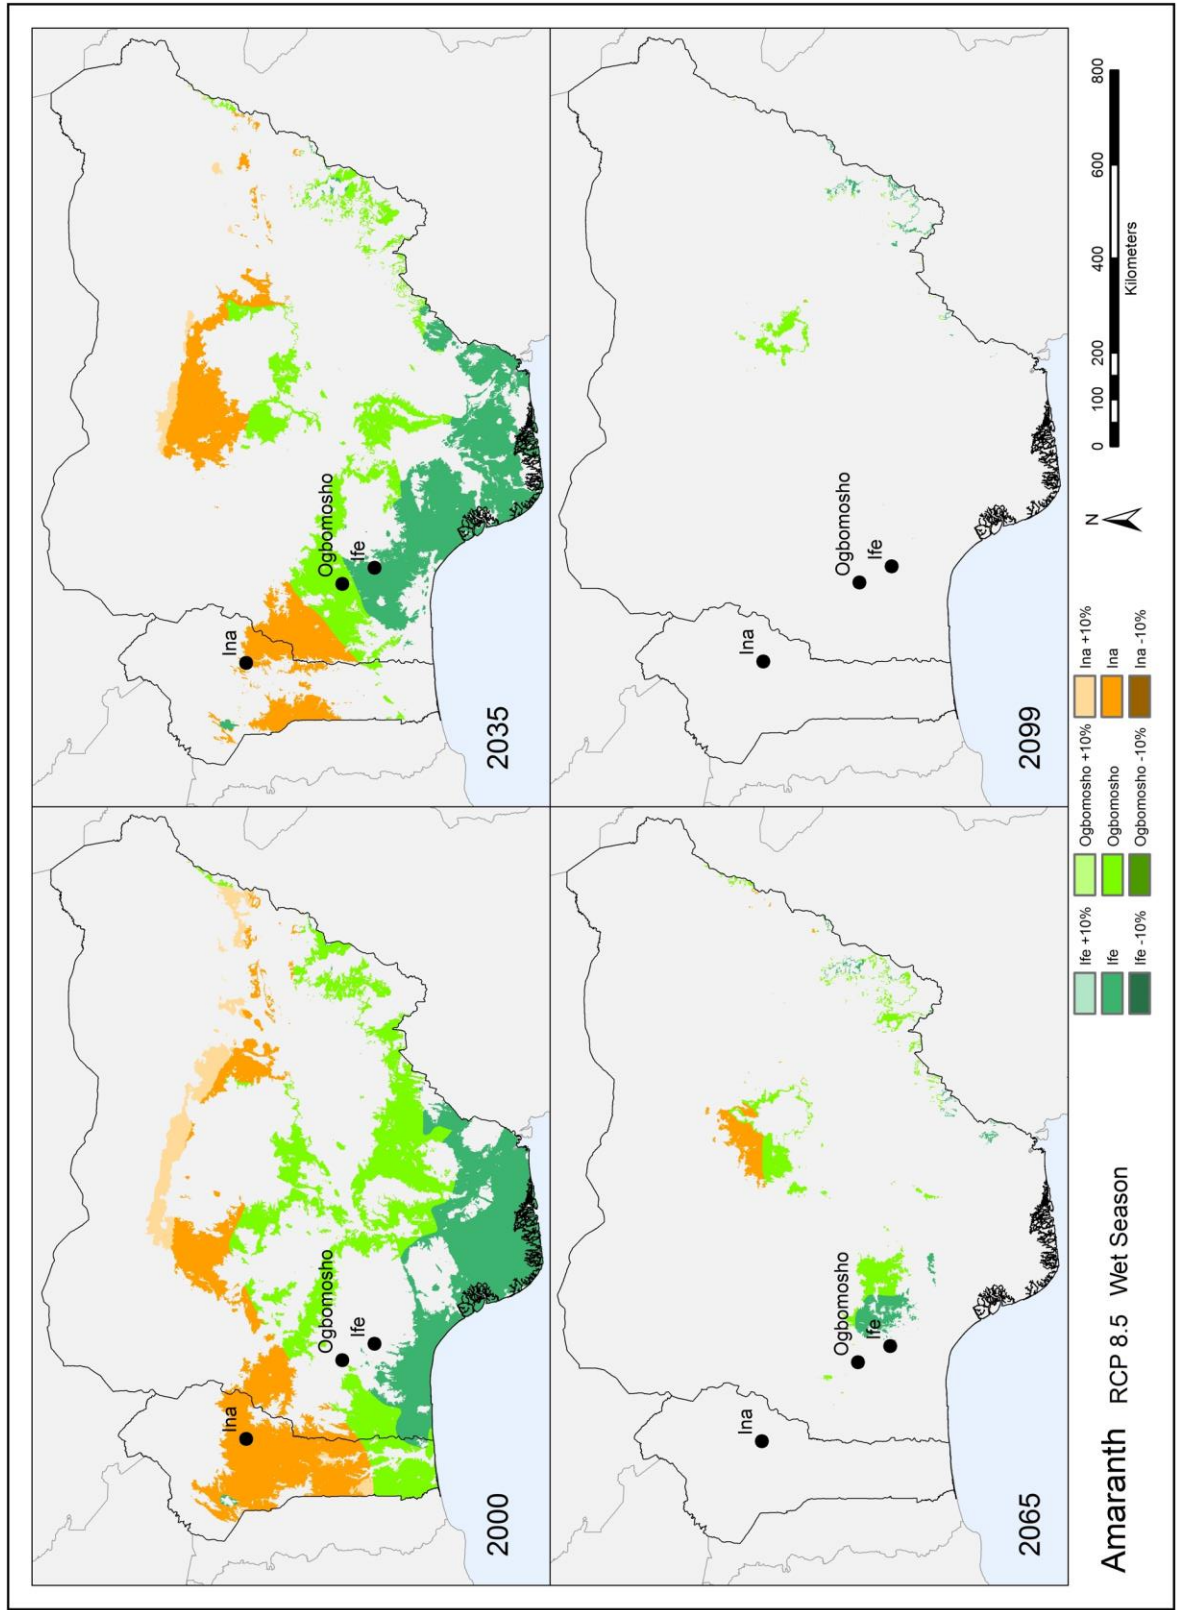 Ina
Ogbomosho
Ife
2000
Ina
Ogbomosho
Ife
2035
Ina
Ogbomosho
Ife
2065
Ina
Ogbomosho
Ife
2099
Amaranth RCP 8.5 Wet Season
Ife +10% Ogbomosho +10% Ina +10%
Ife Ogbomosho Ina
Ife -10% Ogbomosho -10% Ina -10%
N
0 100 200 400 600 800
Kilometers